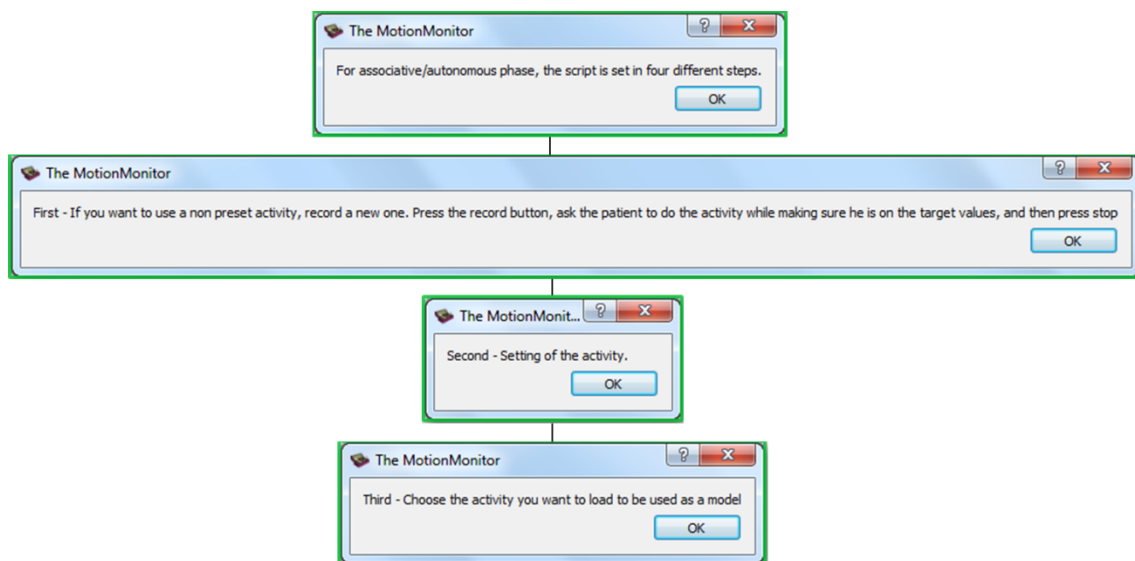 The MotionMonitor
For associative/autonomous phase, the script is set in four different steps.
OK
The MotionMonitor
First - If you want to use a non preset activity, record a new one. Press the record button, ask the patient to do the activity while making sure he is on the target values, and then press stop
OK
The MotionMonit...
Second - Setting of the activity.
OK
The MotionMonitor
Third - Choose the activity you want to load to be used as a model
OK